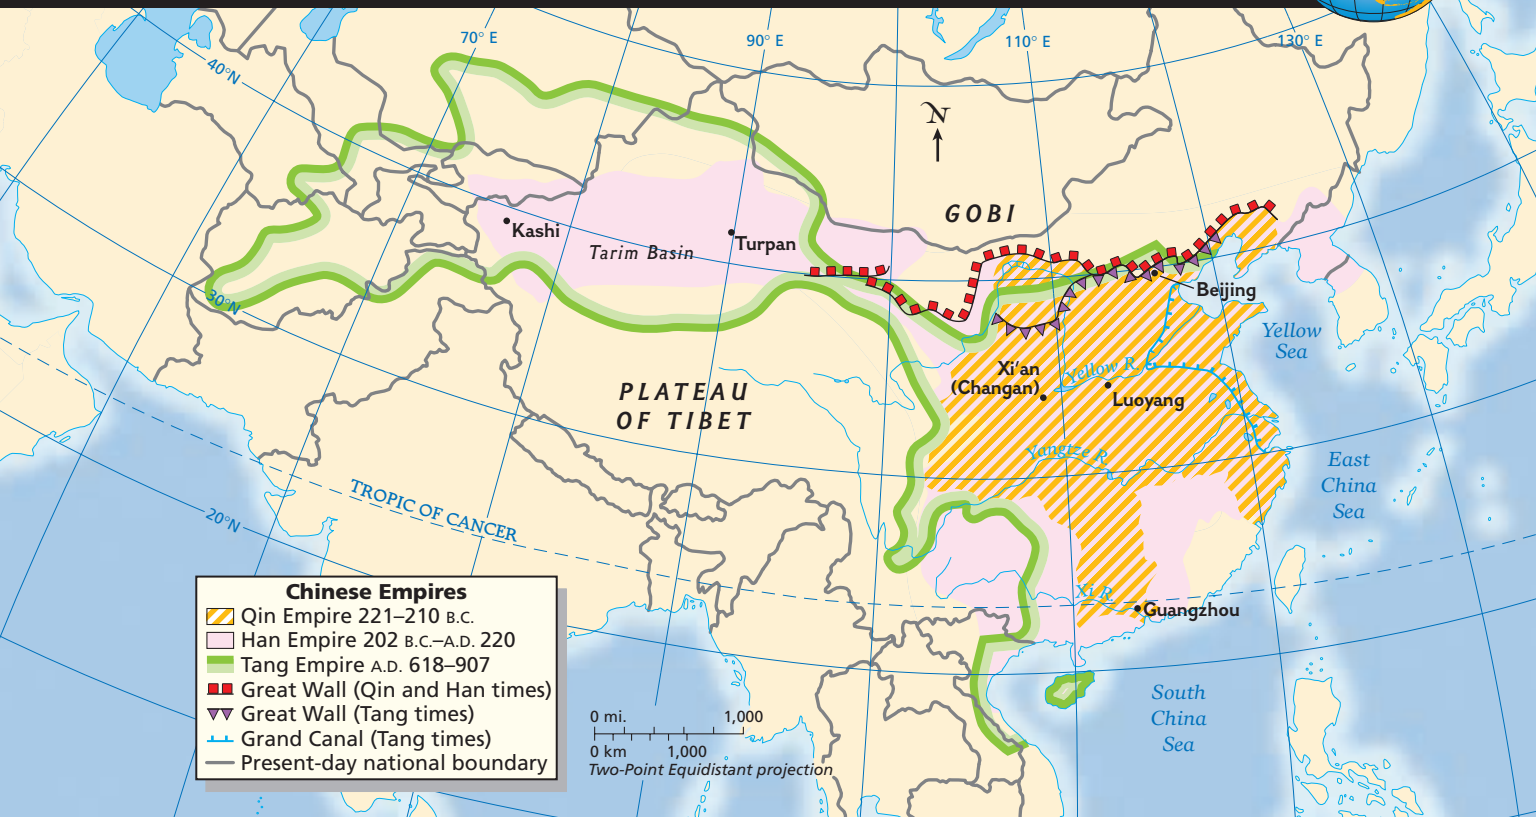 70° E
90° E
110° E
130° E
40°N
N
GOBI
Kashi
Tarim Basin
Turpan
30°N
Beijing
Yellow
Sea
PLATEAU
OF TIBET
Xi'an
(Changan)
Yellow R.
Luoyang
Yangtze R.
East
China
Sea
TROPIC OF CANCER
20°N
Xi R.
Guangzhou
South
China
Sea
Chinese Empires
Qin Empire 221–210 B.C.
Han Empire 202 B.C.–A.D. 220
Tang Empire A.D. 618–907
Great Wall (Qin and Han times)
Great Wall (Tang times)
Grand Canal (Tang times)
Present-day national boundary
0 mi. 1,000
0 km 1,000
Two-Point Equidistant projection